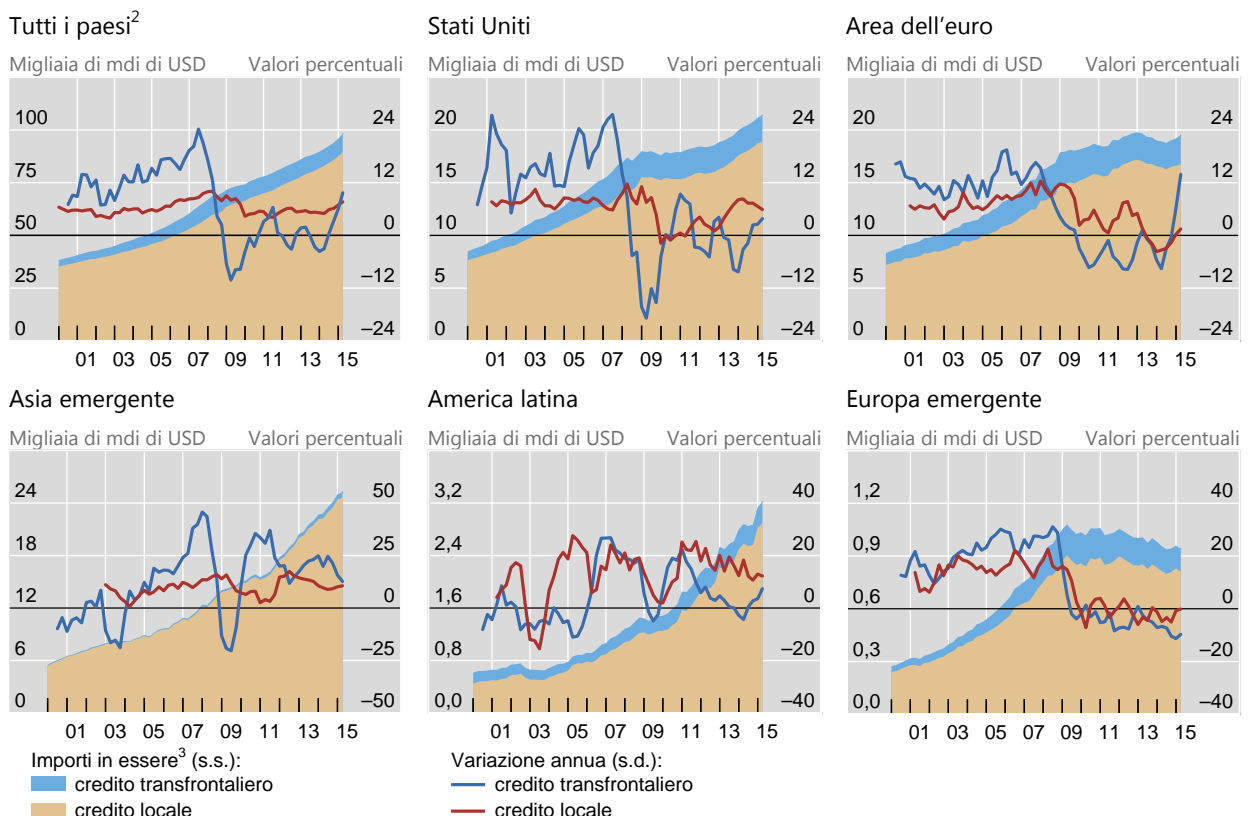 Tutti i paesi2
Stati Uniti
Area dell'euro
Migliaia di mdi di USD Valori percentuali
Migliaia di mdi di USD Valori percentuali
Migliaia di mdi di USD Valori percentuali
100 24
75 12
50 0
25 –12
0 –24
01 03 05 07 09 11 13 15
20 24
15 12
10 0
5 –12
0 –24
01 03 05 07 09 11 13 15
20 24
15 12
10 0
5 –12
0 –24
01 03 05 07 09 11 13 15
Asia emergente
America latina
Europa emergente
Migliaia di mdi di USD Valori percentuali
Migliaia di mdi di USD Valori percentuali
Migliaia di mdi di USD Valori percentuali
24 50
18 25
12 0
6 –25
0 –50
01 03 05 07 09 11 13 15
3,2 40
2,4 20
1,6 0
0,8 –20
0,0 –40
01 03 05 07 09 11 13 15
1,2 40
0,9 20
0,6 0
0,3 –20
0,0 –40
01 03 05 07 09 11 13 15
Importi in essere3 (s.s.):
credito transfrontaliero
credito locale
Variazione annua (s.d.):
credito transfrontaliero
credito locale